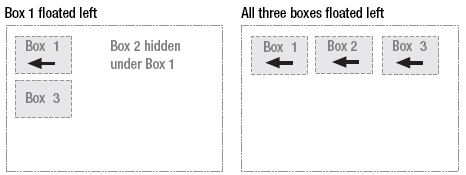 Box 1 floated left
Box 1
Box 2 hidden
under Box 1
Box 3
All three boxes floated left
Box 1
Box 2
Box 3